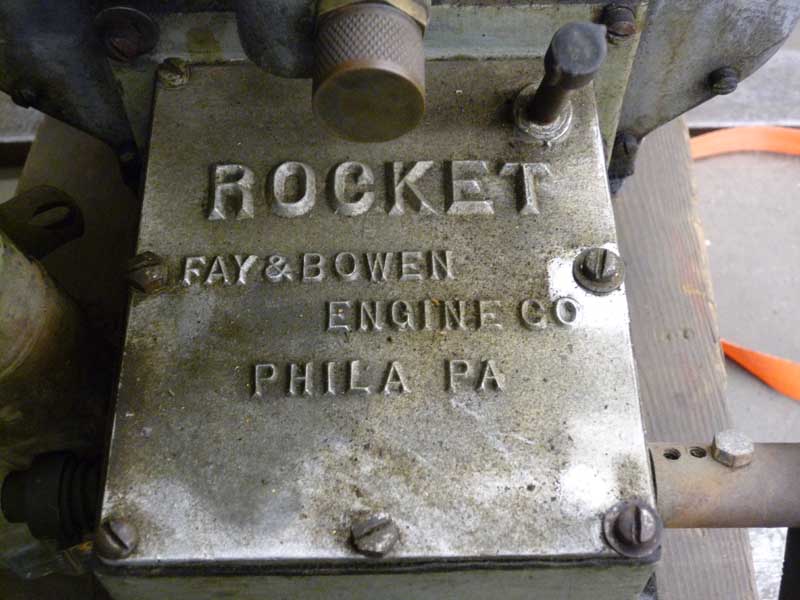 ROCKET
FAY & BOWEN
ENGINE CO
PHILA PA